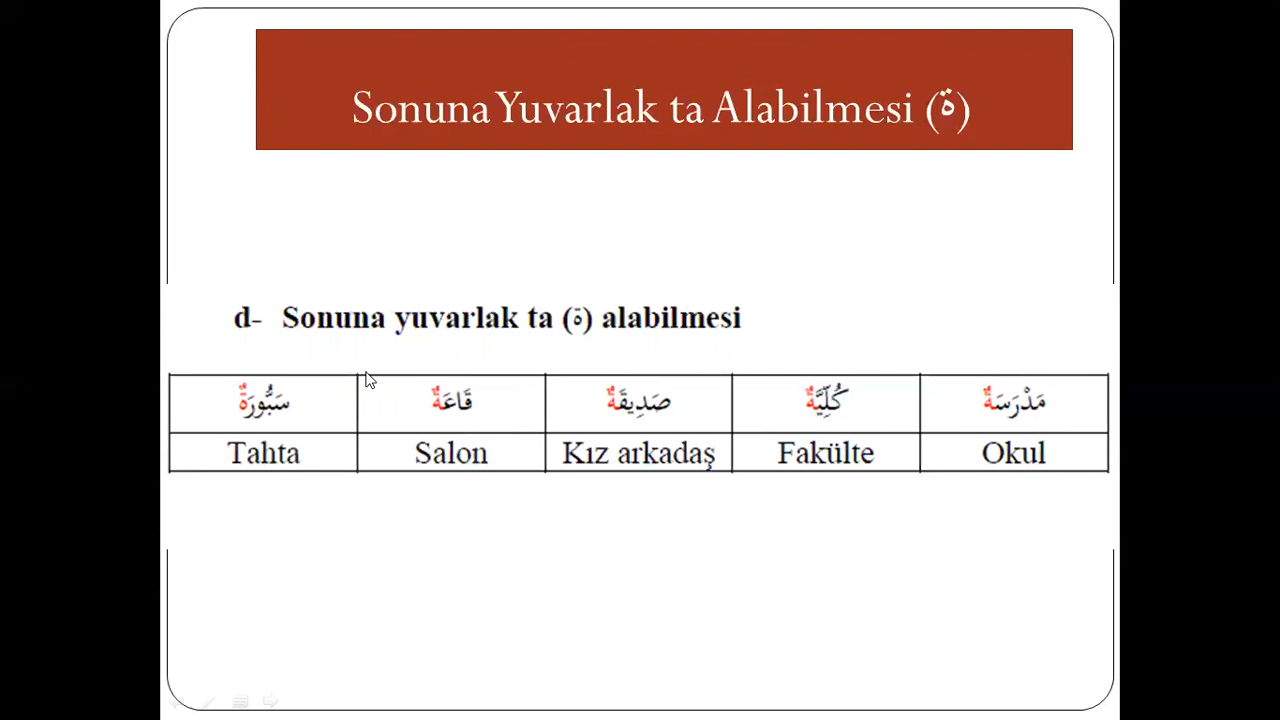 Sonuna Yuvarlak ta Alabilmesi (ة)
d- Sonuna yuvarlak ta (ة) alabilmesi
سَبُّورَةٌ قَاعَةٌ صَدِيقَةٌ كُلِّيَّةٌ مَدْرَسَةٌ
Tahta Salon Kız arkadaş Fakülte Okul